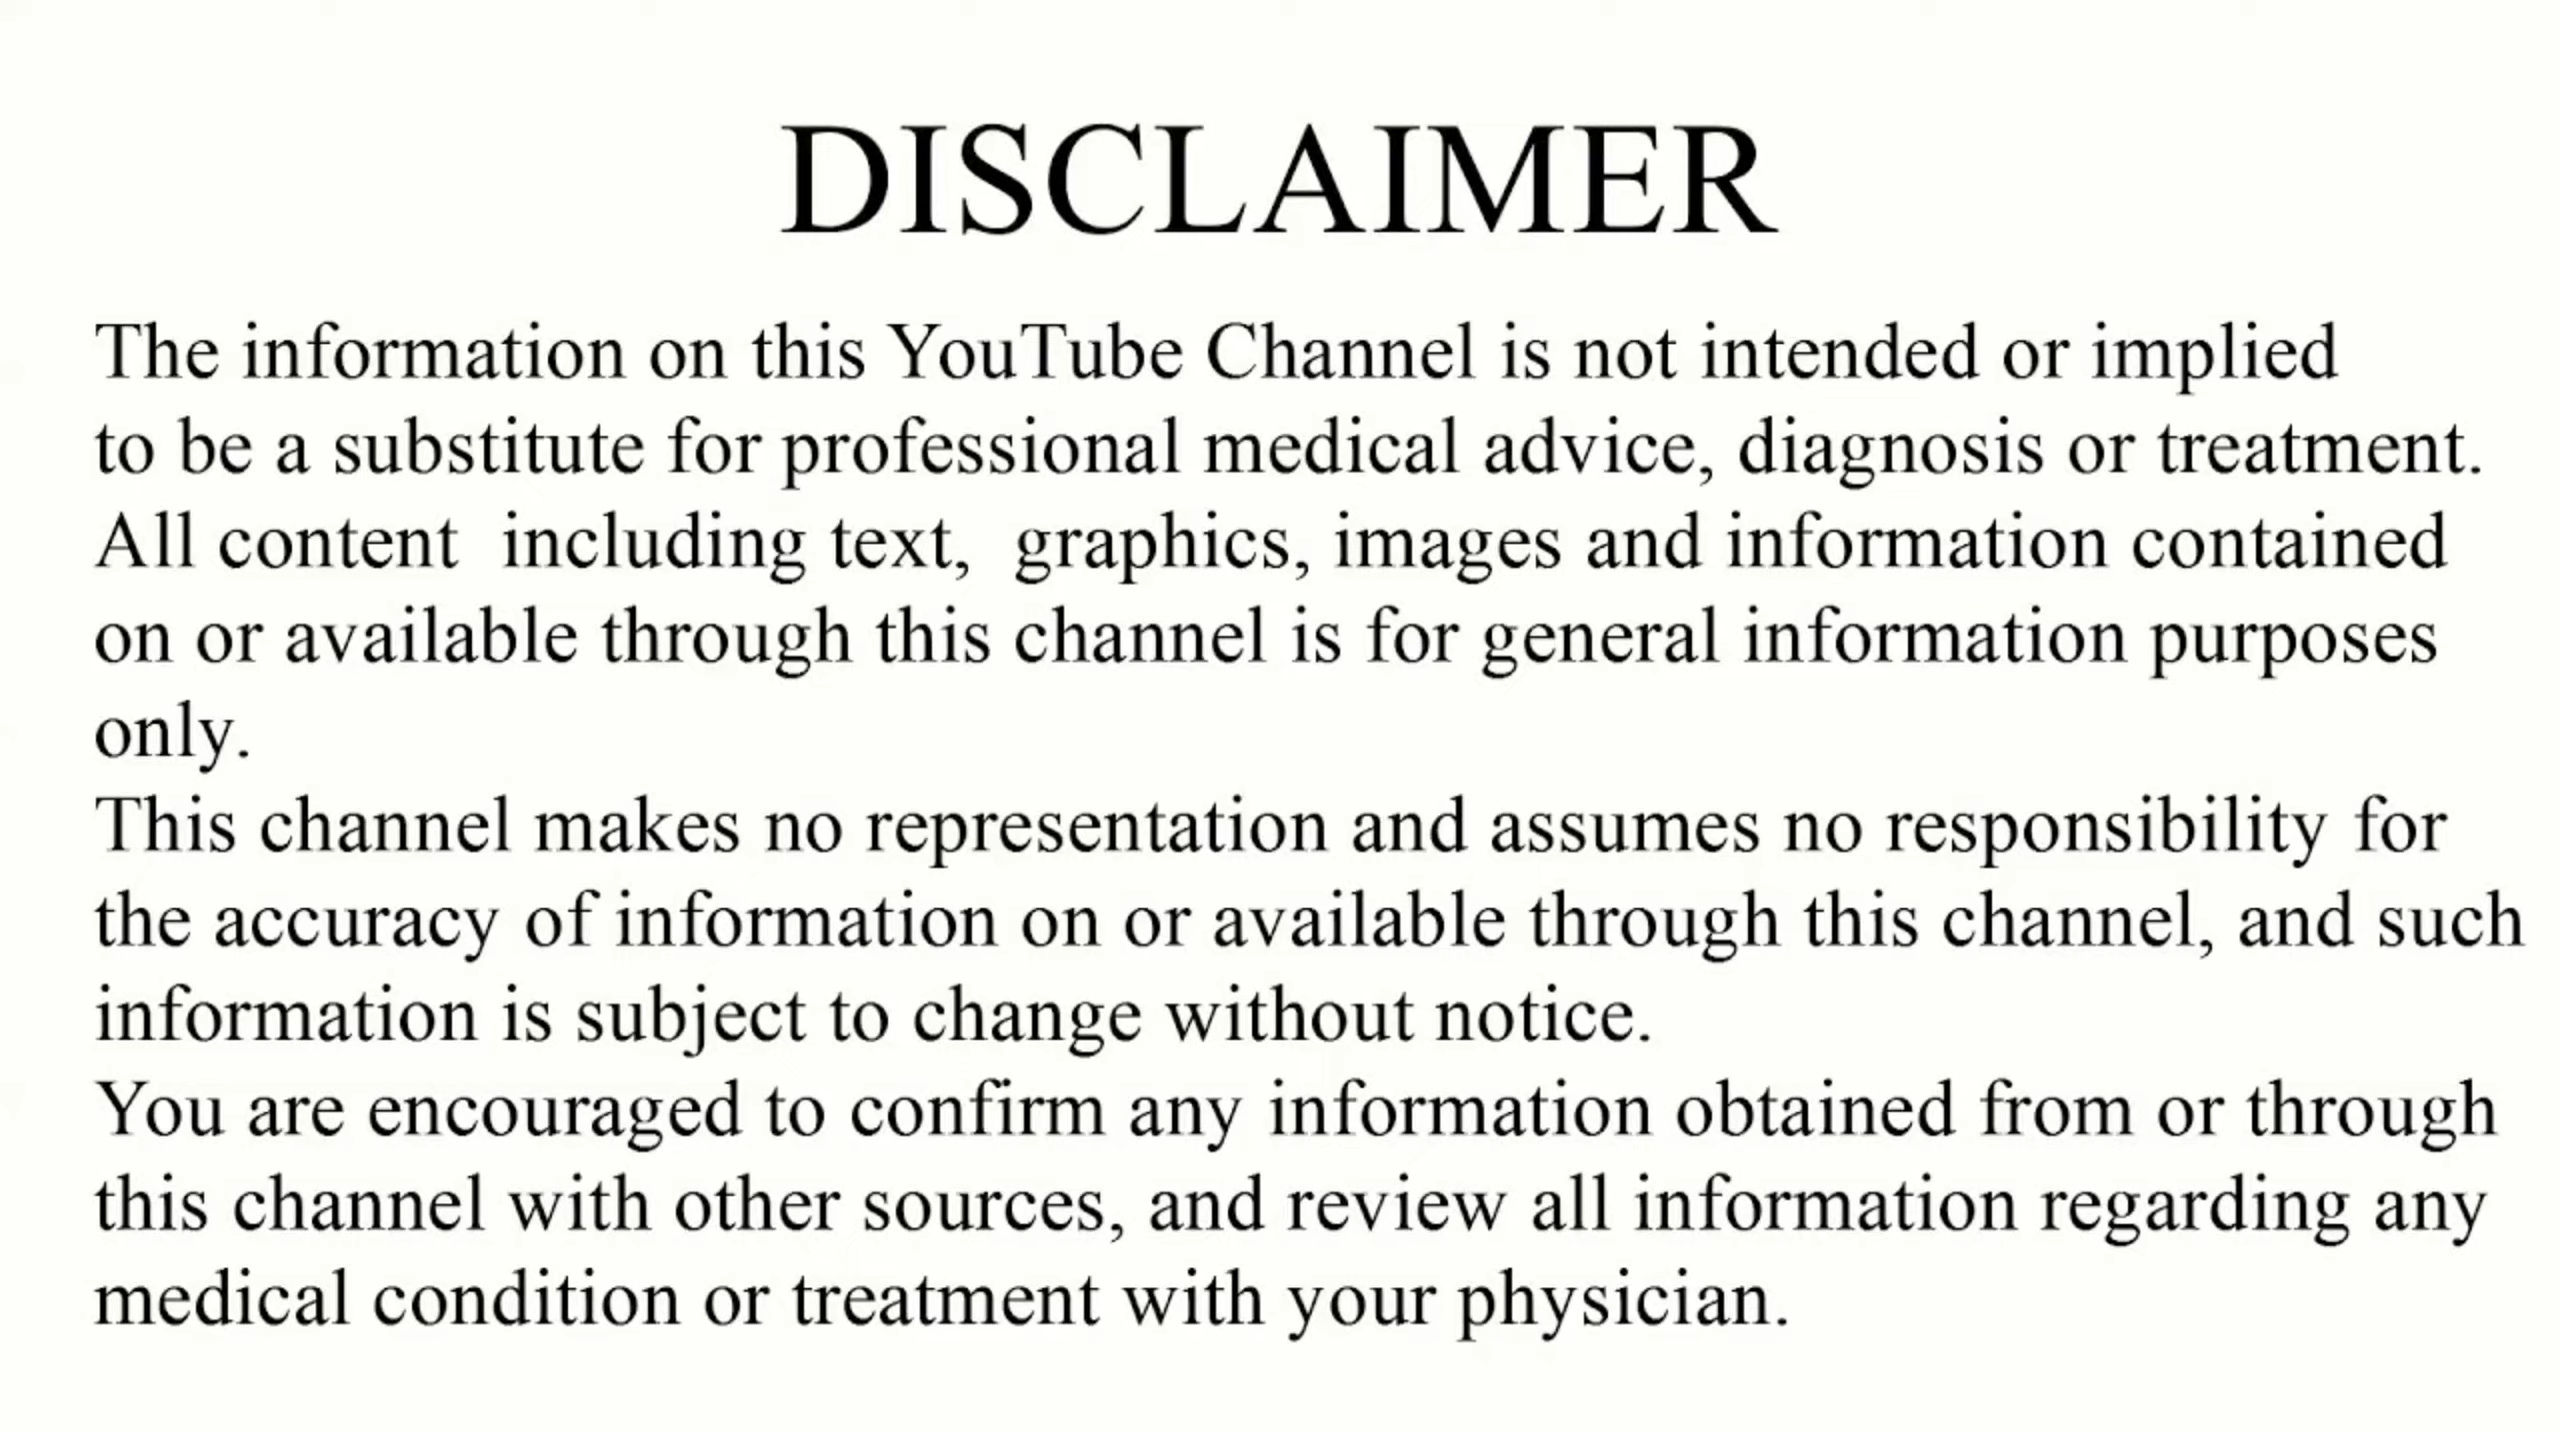 DISCLAIMER
The information on this YouTube Channel is not intended or implied
to be a substitute for professional medical advice, diagnosis or treatment.
All content  including text,  graphics, images and information contained
on or available through this channel is for general information purposes
only.
This channel makes no representation and assumes no responsibility for
the accuracy of information on or available through this channel, and such
information is subject to change without notice.
You are encouraged to confirm any information obtained from or through
this channel with other sources, and review all information regarding any
medical condition or treatment with your physician.